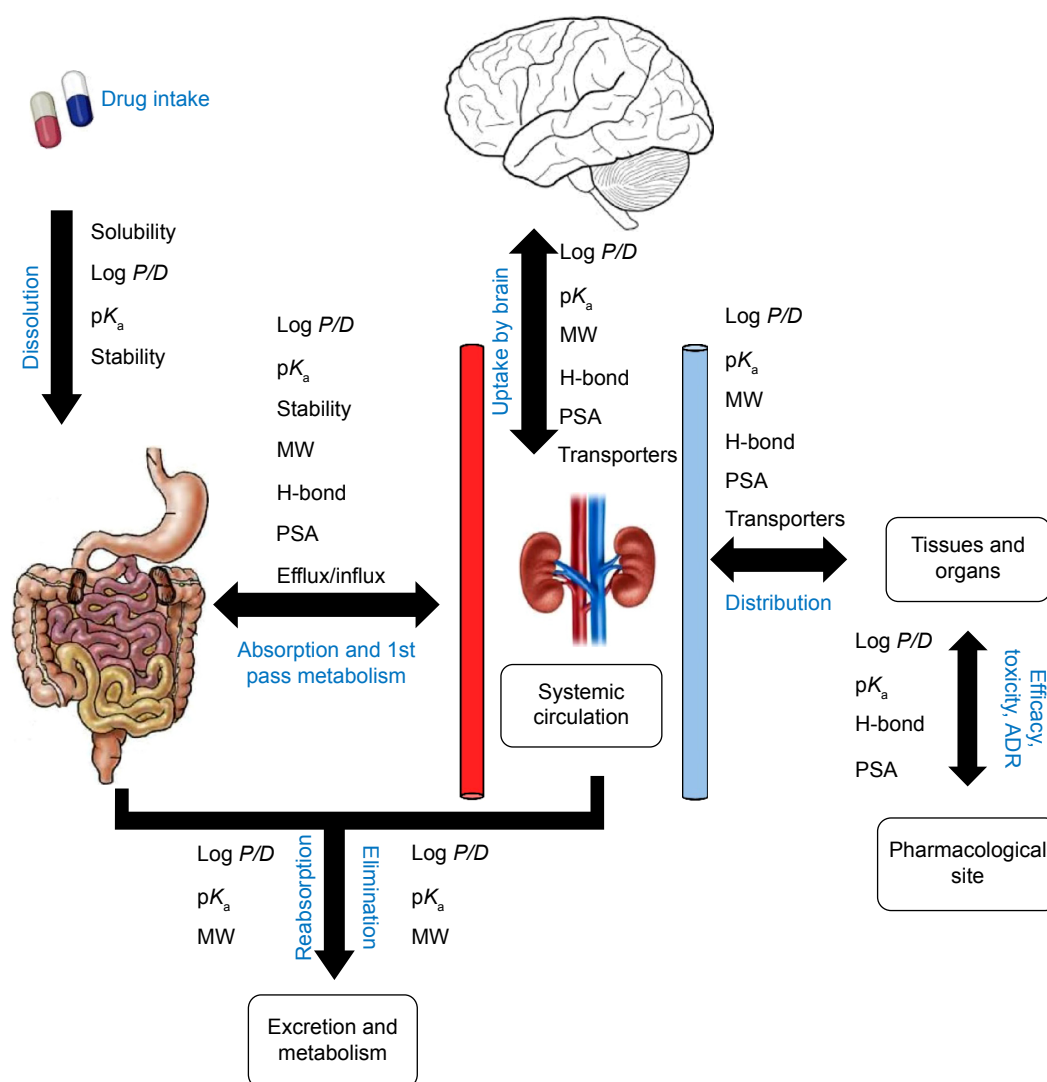 Drug intake
Dissolution
Solubility
Log P/D
pKa
Stability
Log P/D
pKa
Stability
MW
H-bond
PSA
Efflux/influx
Absorption and 1st
pass metabolism
Uptake by brain
Log P/D
pKa
MW
H-bond
PSA
Transporters
Systemic
circulation
Log P/D
pKa
MW
H-bond
PSA
Transporters
Distribution
Tissues and
organs
Log P/D
pKa
H-bond
PSA
Efficacy,
toxicity, ADR
Pharmacological
site
Log P/D
pKa
MW
Reabsorption
Elimination
Log P/D
pKa
MW
Excretion and
metabolism